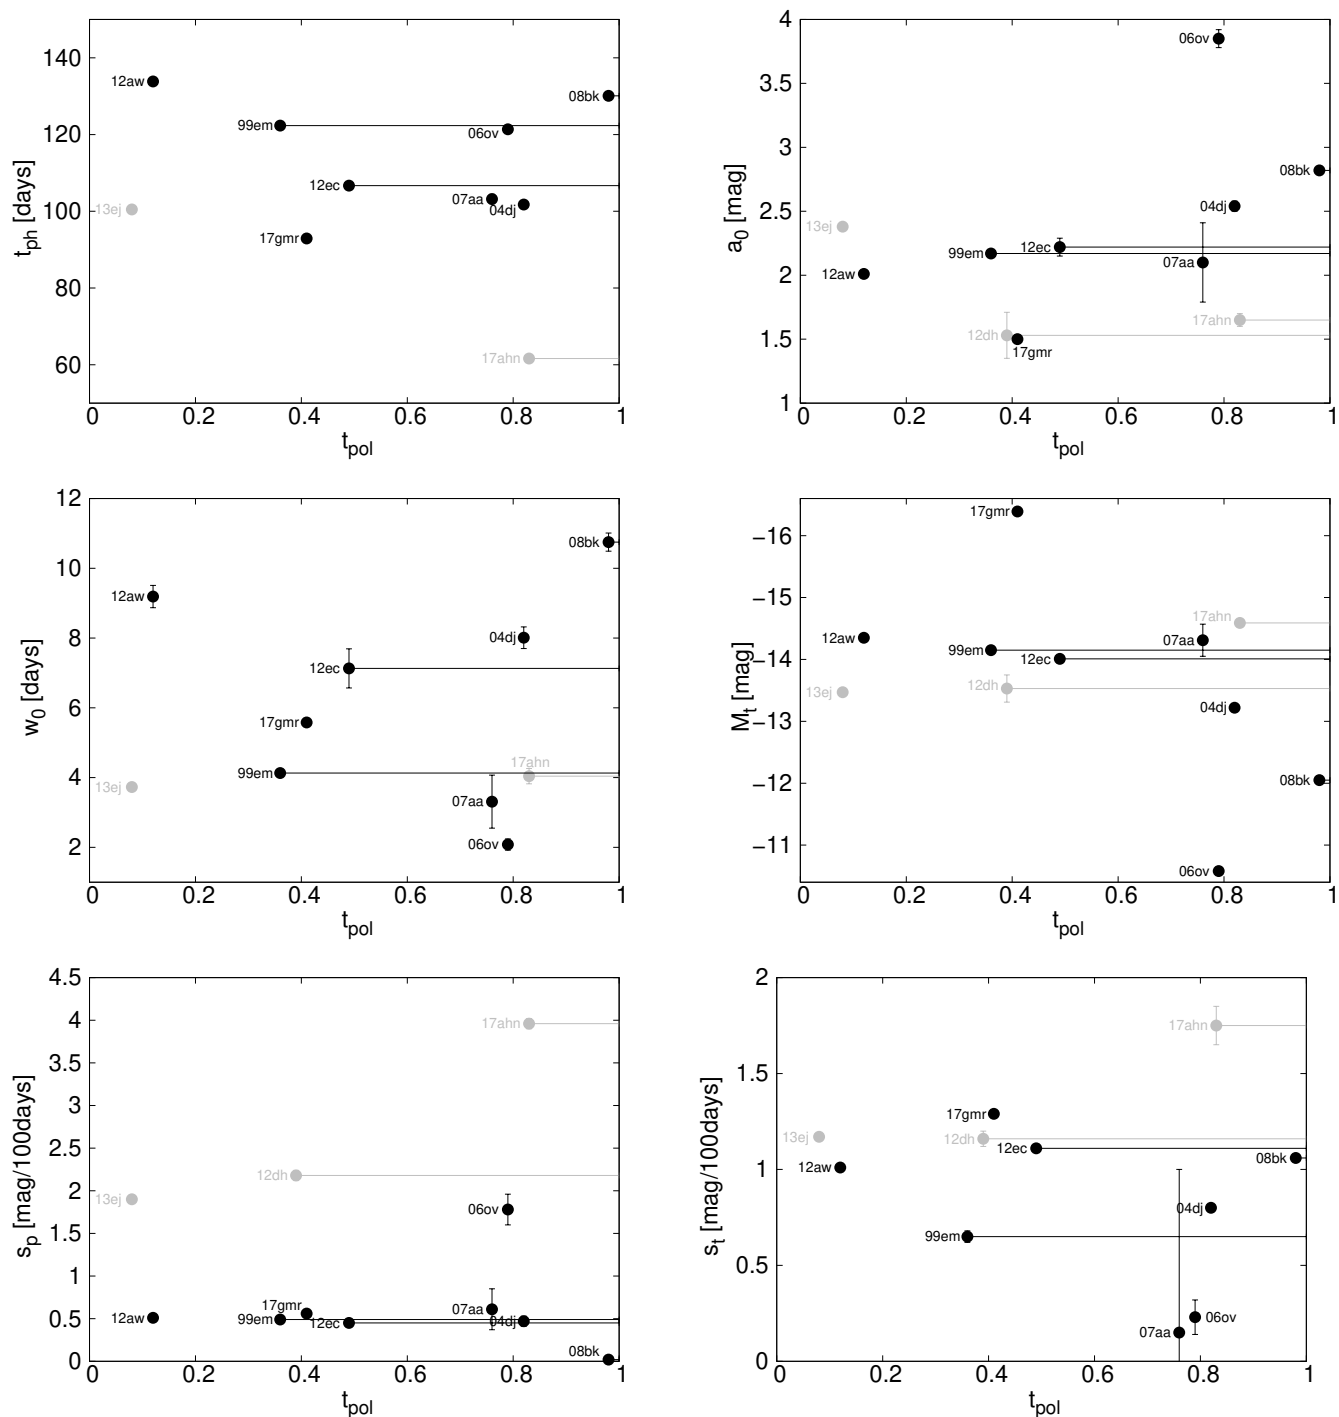 140
120
100
80
60
t_ph [days]
12aw
08bk
99em
06ov
12ec
07aa
04dj
13ej
17gmr
17ahn
0 0.2 0.4 0.6 0.8 1
t_pol
4
3.5
3
2.5
2
1.5
1
a_0 [mag]
06ov
08bk
04dj
13ej
12ec
99em
07aa
12aw
17ahn
12dh
17gmr
0 0.2 0.4 0.6 0.8 1
t_pol
12
10
8
6
4
2
w_0 [days]
08bk
12aw
04dj
12ec
17gmr
99em
17ahn
13ej
07aa
06ov
0 0.2 0.4 0.6 0.8 1
t_pol
−16
−15
−14
−13
−12
−11
M_t [mag]
17gmr
17ahn
12aw
07aa
99em
12ec
12dh
13ej
04dj
08bk
06ov
0 0.2 0.4 0.6 0.8 1
t_pol
4.5
4
3.5
3
2.5
2
1.5
1
0.5
0
s_p [mag/100days]
17ahn
12dh
13ej
06ov
17gmr
07aa
12aw
99em
12ec
04dj
08bk
0 0.2 0.4 0.6 0.8 1
t_pol
2
1.5
1
0.5
0
s_t [mag/100days]
17ahn
17gmr
13ej
12dh
12ec
12aw
08bk
04dj
99em
06ov
07aa
0 0.2 0.4 0.6 0.8 1
t_pol